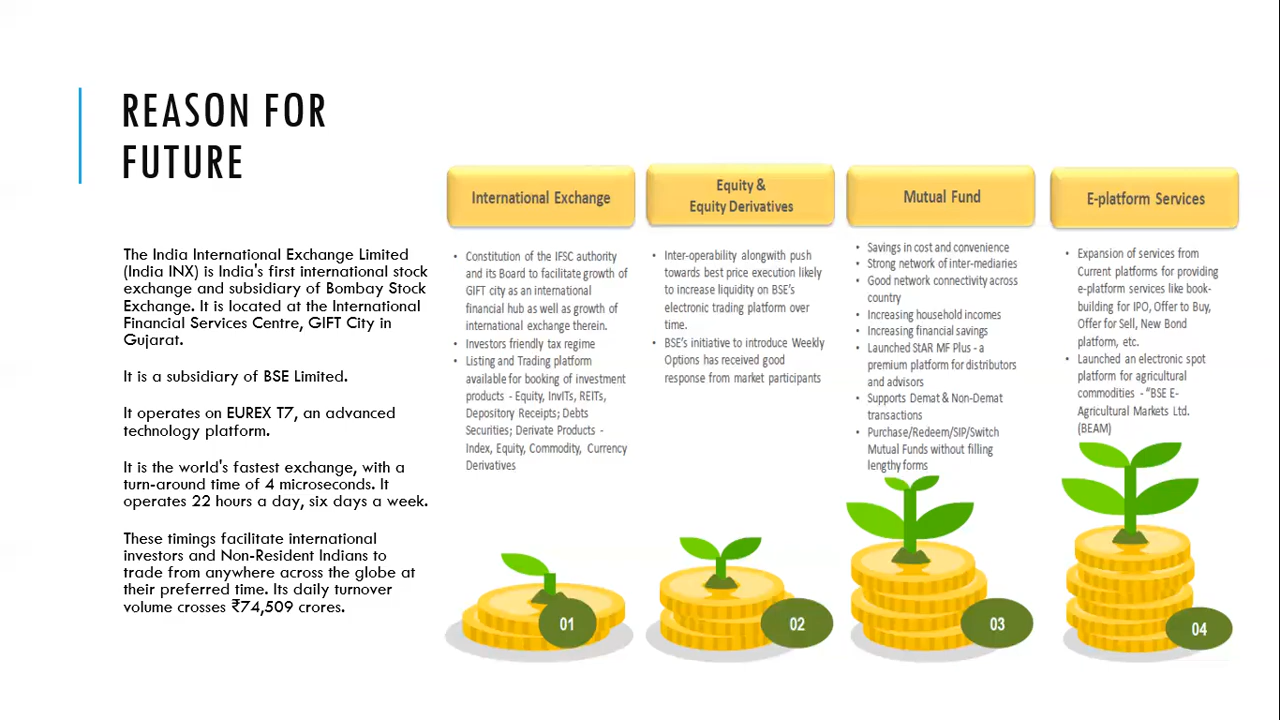 REASON FOR
FUTURE
The India International Exchange Limited
(India INX) is India's first international stock
exchange and subsidiary of Bombay Stock
Exchange. It is located at the International
Financial Services Centre, GIFT City in
Gujarat.
It is a subsidiary of BSE Limited.
It operates on EUREX T7, an advanced
technology platform.
It is the world's fastest exchange, with a
turn-around time of 4 microseconds. It
operates 22 hours a day, six days a week.
These timings facilitate international
investors and Non-Resident Indians to
trade from anywhere across the globe at
their preferred time. Its daily turnover
volume crosses ₹74,509 crores.
International Exchange
• Constitution of the IFSC authority
and its Board to facilitate growth of
GIFT city as an international
financial hub as well as growth of
international exchange therein.
• Investors friendly tax regime
• Listing and Trading platform
available for booking of investment
products - Equity, InvITs, REITs,
Depository Receipts; Debts
Securities; Derivate Products -
Index, Equity, Commodity, Currency
Derivatives
01
Equity &
Equity Derivatives
• Inter-operability alongwith push
towards best price execution likely
to increase liquidity on BSE's
electronic trading platform over
time.
• BSE's initiative to introduce Weekly
Options has received good
response from market participants
02
Mutual Fund
• Savings in cost and convenience
• Strong network of inter-mediaries
• Good network connectivity across
country
• Increasing household incomes
• Increasing financial savings
• Launched StAR MF Plus - a
premium platform for distributors
and advisors
• Supports Demat & Non-Demat
transactions
• Purchase/Redeem/SIP/Switch
Mutual Funds without filling
lengthy forms
03
E-platform Services
• Expansion of services from
Current platforms for providing
e-platform services like book-
building for IPO, Offer to Buy,
Offer for Sell, New Bond
platform, etc.
• Launched an electronic spot
platform for agricultural
commodities - "BSE E-
Agricultural Markets Ltd.
(BEAM)
04